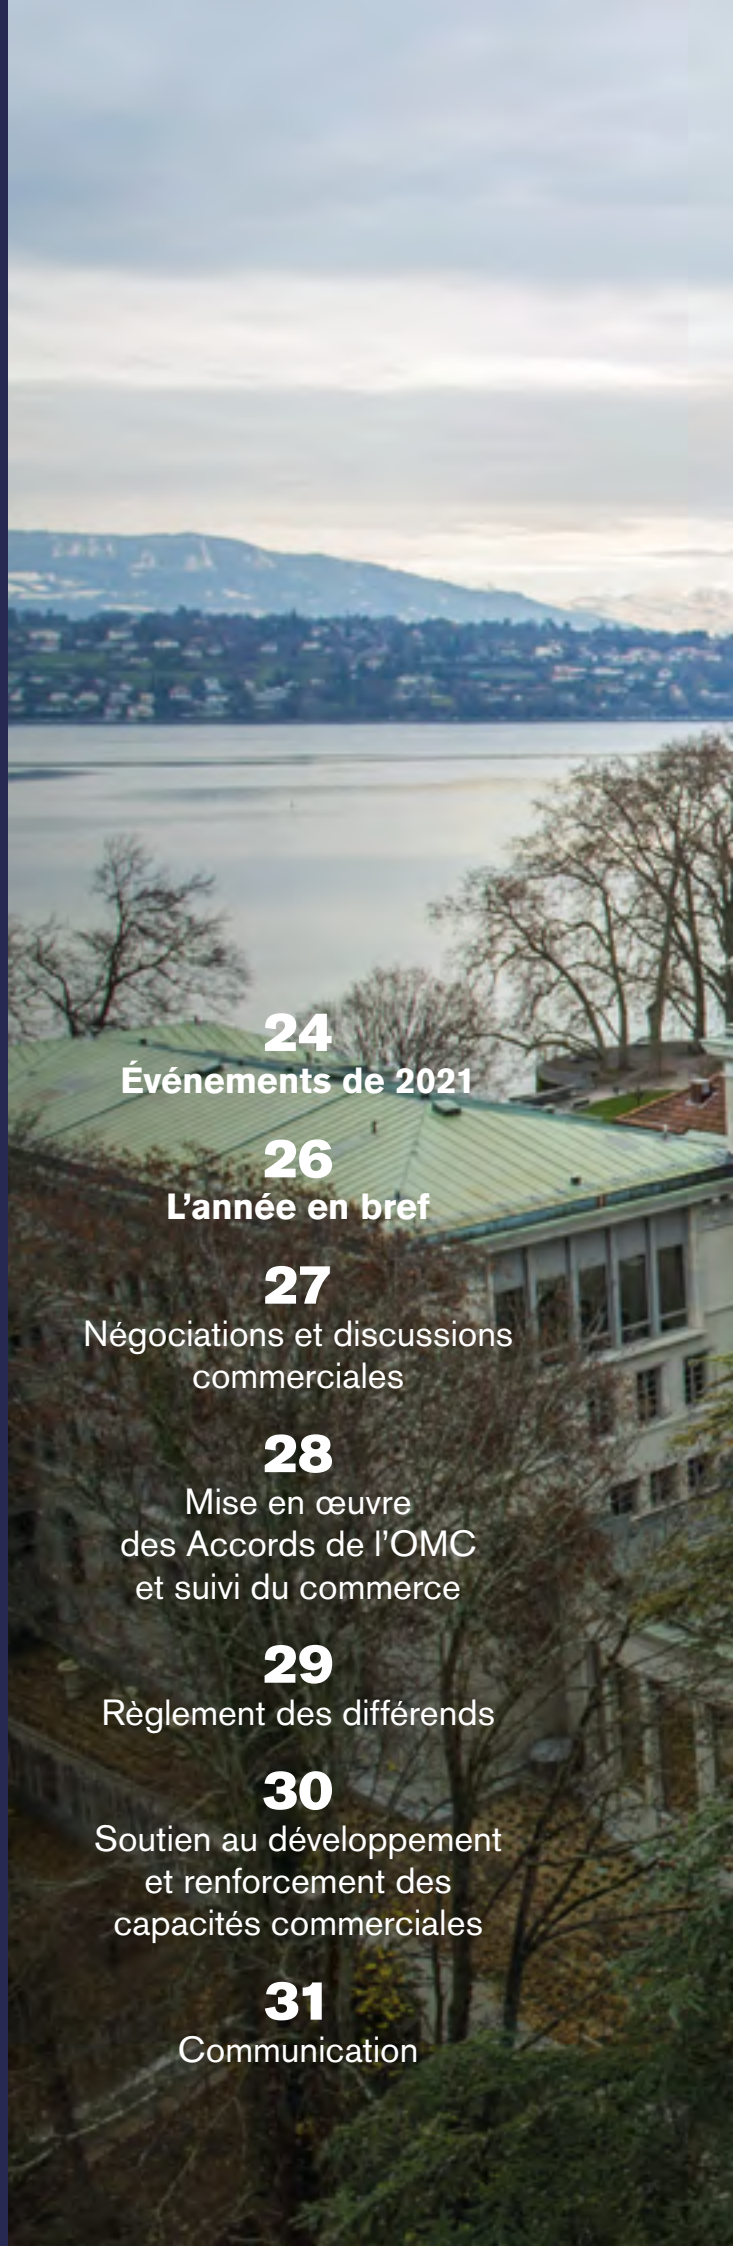 24
Événements de 2021
26
L’année en bref
27
Négociations et discussions
commerciales
28
Mise en œuvre
des Accords de l’OMC
et suivi du commerce
29
Règlement des différends
30
Soutien au développement
et renforcement des
capacités commerciales
31
Communication